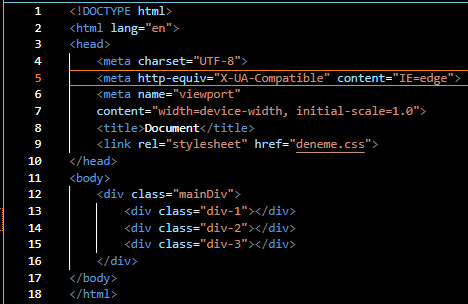 1 <!DOCTYPE html>
2 <html lang="en">
3 <head>
4     <meta charset="UTF-8">
5     <meta http-equiv="X-UA-Compatible" content="IE=edge">
6     <meta name="viewport"
7     content="width=device-width, initial-scale=1.0">
8     <title>Document</title>
9     <link rel="stylesheet" href="deneme.css">
10 </head>
11 <body>
12     <div class="mainDiv">
13         <div class="div-1"></div>
14         <div class="div-2"></div>
15         <div class="div-3"></div>
16     </div>
17 </body>
18 </html>